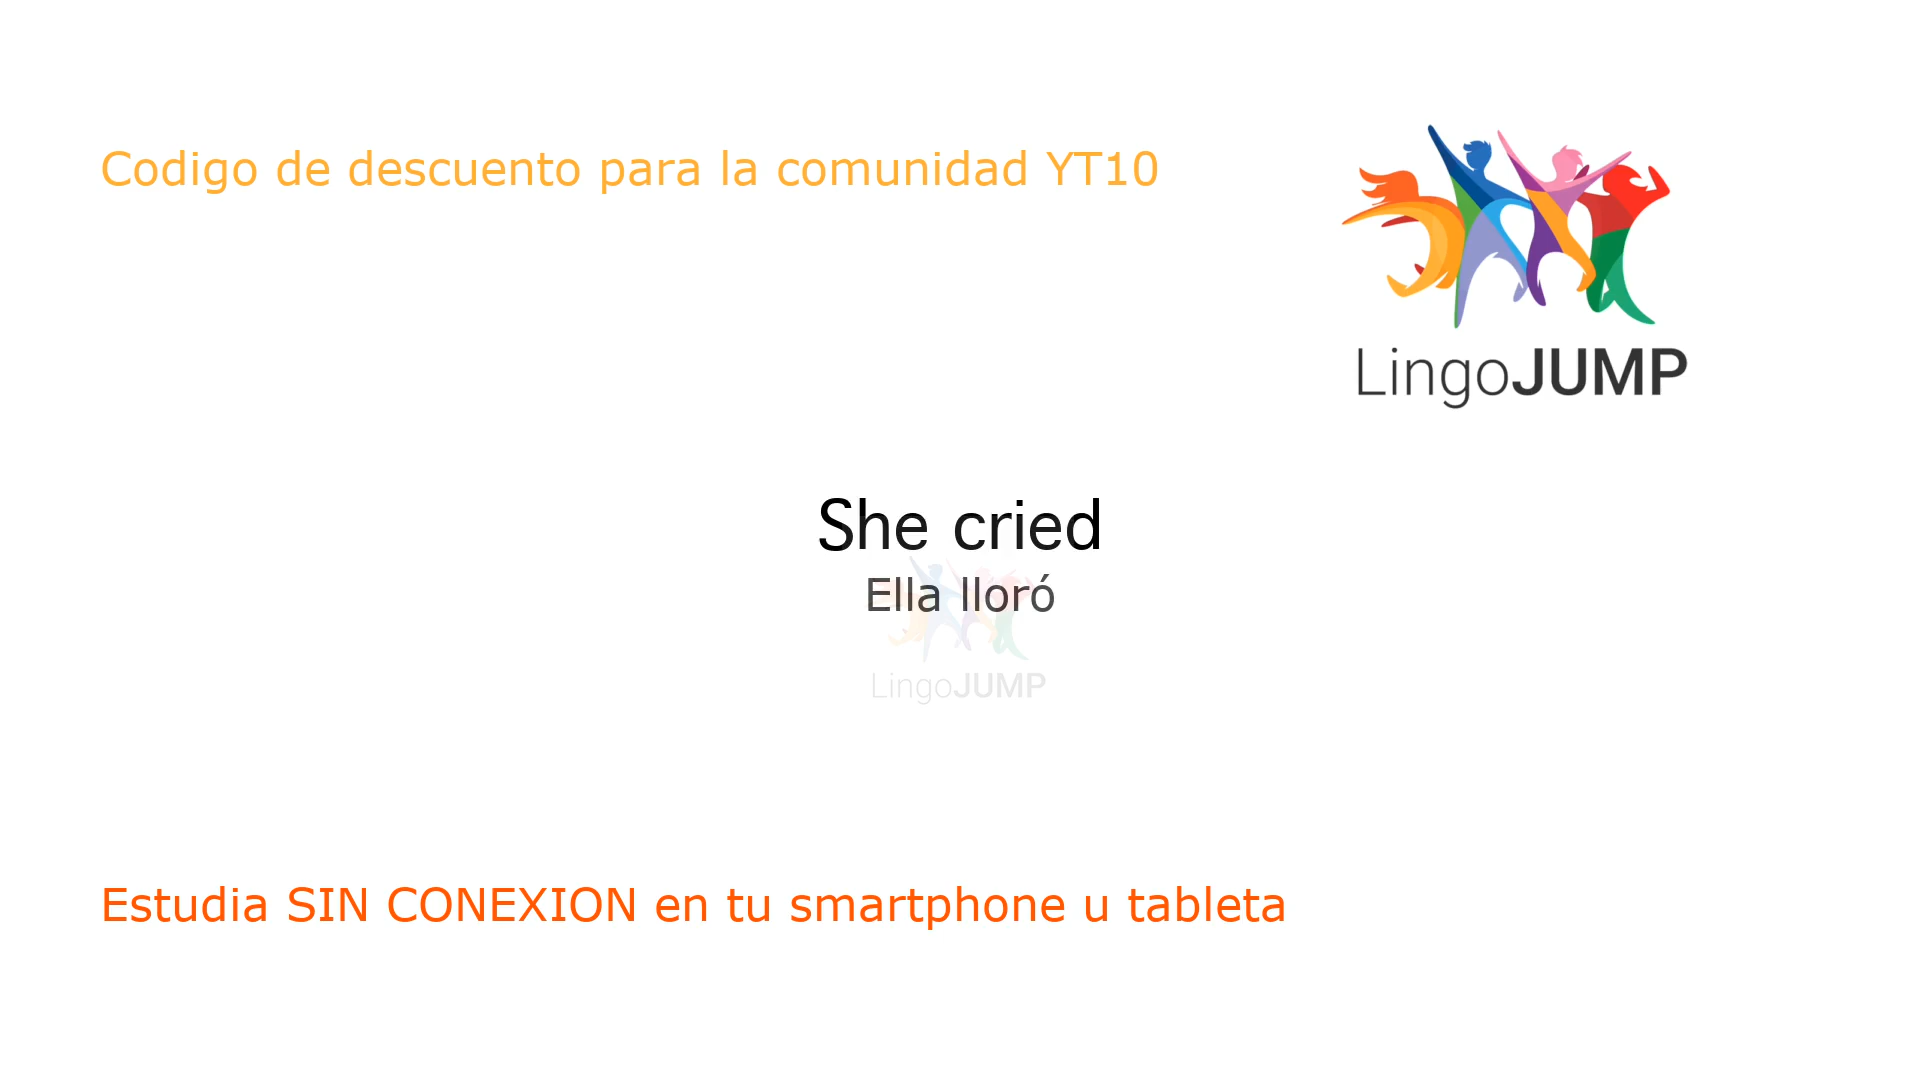 Codigo de descuento para la comunidad YT10
LingoJUMP
She cried
Ella lloró
LingoJUMP
Estudia SIN CONEXION en tu smartphone u tableta